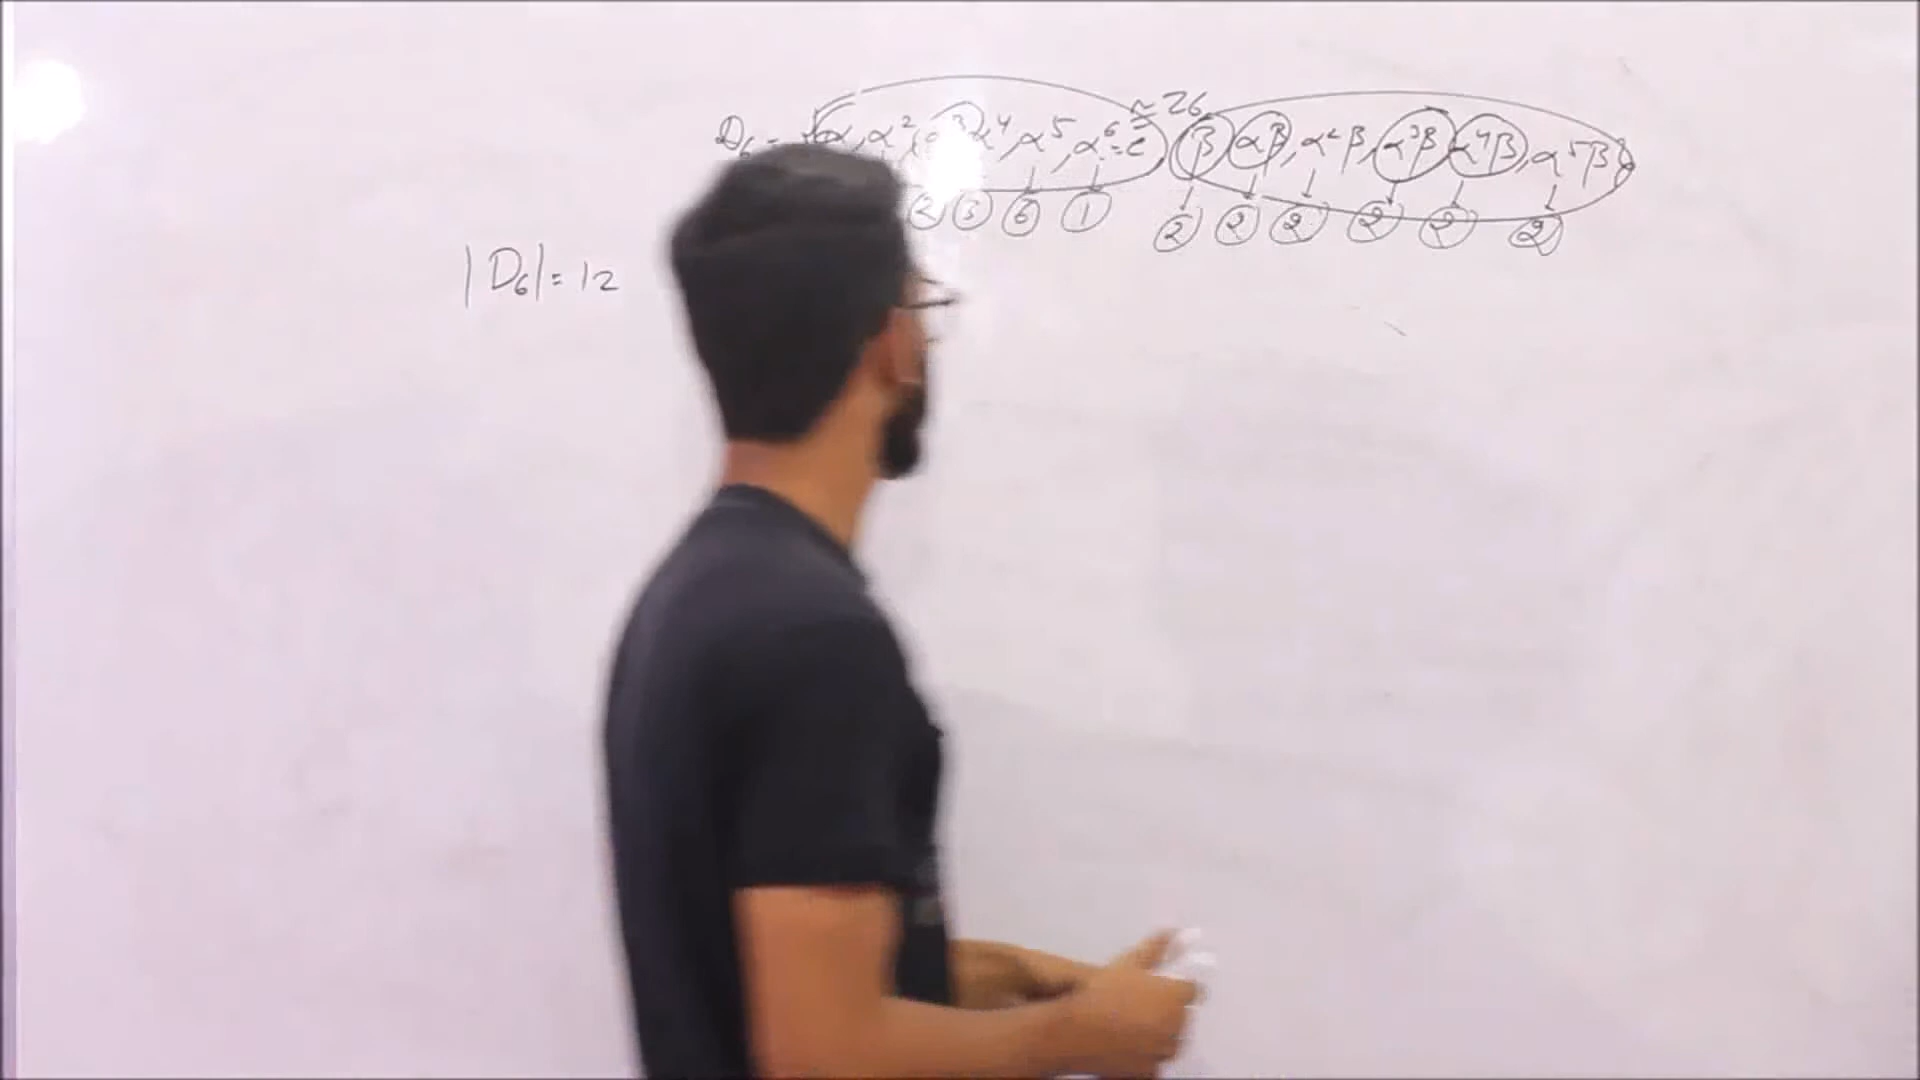 ≈ Z6
D6 = {α, α², α³, α⁴, α⁵, α⁶=e, β, αβ, α²β, α³β, α⁴β, α⁵β}
2 3 6 1 2 2 2 2 2 2
|D6| = 12